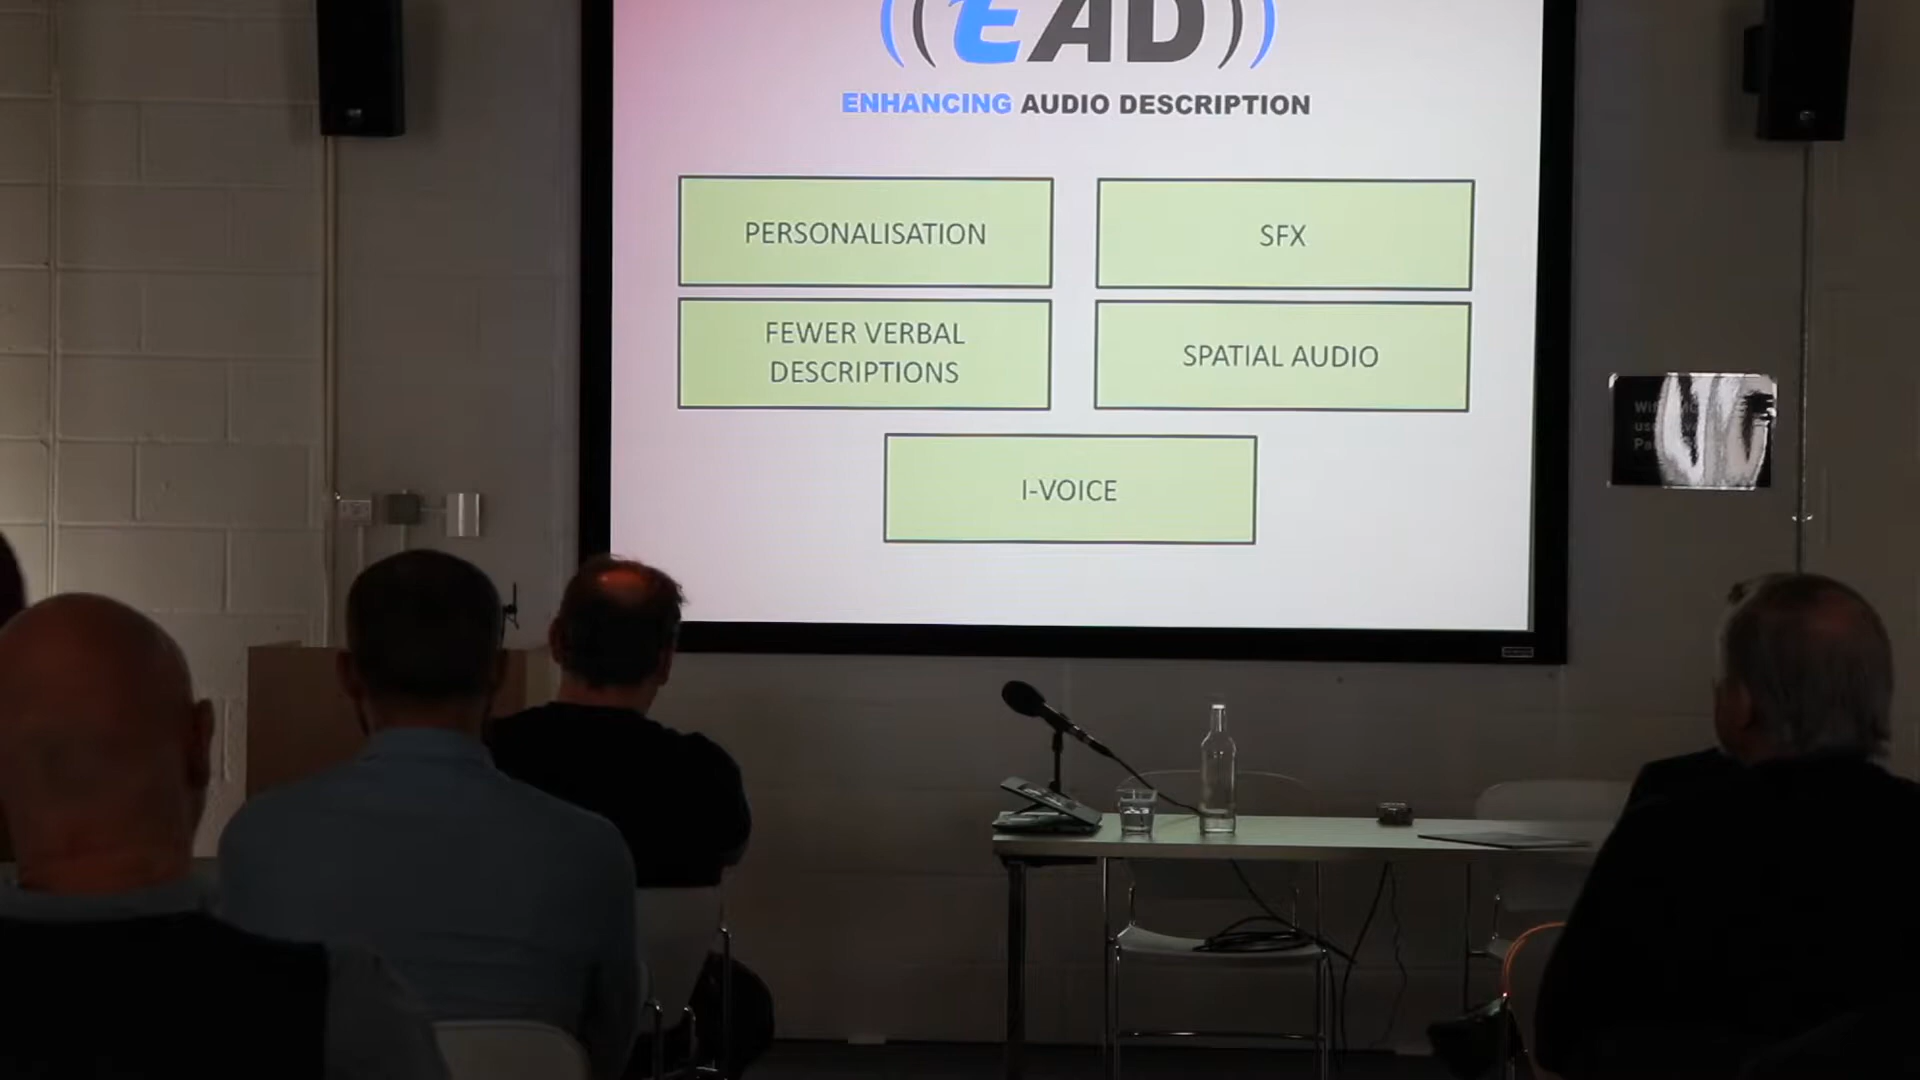 ((EAD))
ENHANCING AUDIO DESCRIPTION
PERSONALISATION
SFX
FEWER VERBAL
DESCRIPTIONS
SPATIAL AUDIO
I-VOICE